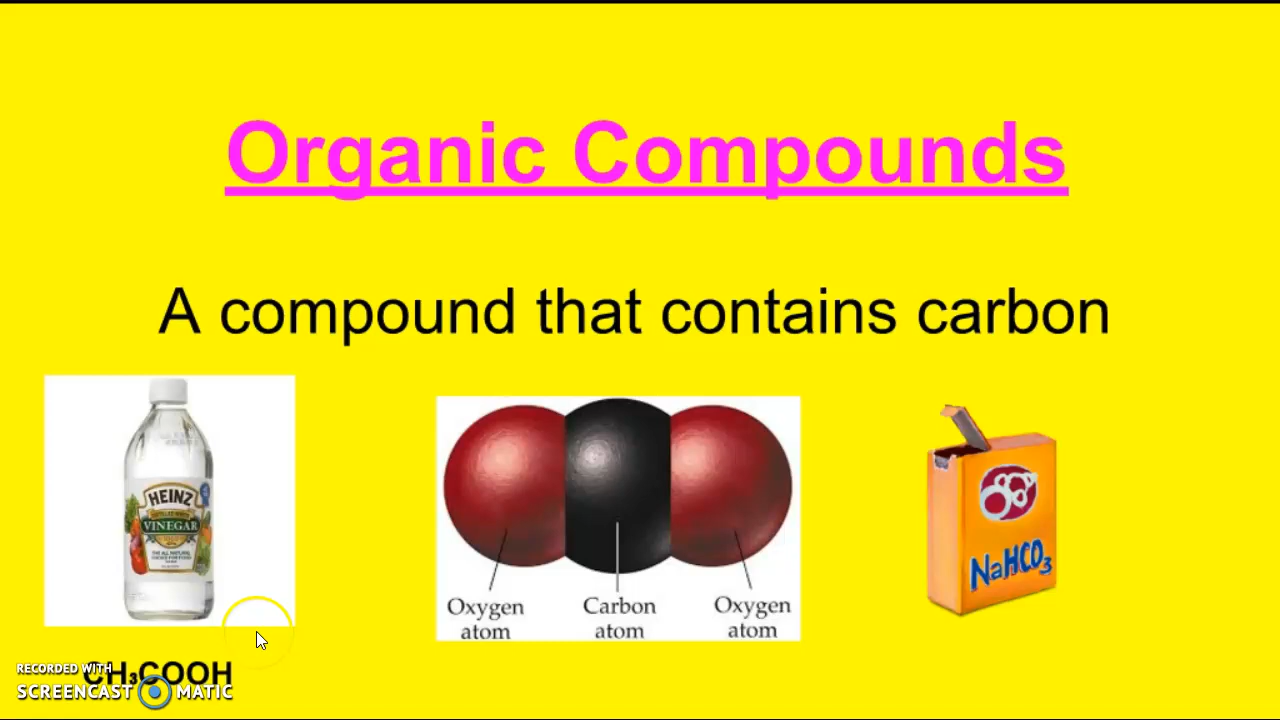 Organic Compounds
A compound that contains carbon
HEINZ
VINEGAR
NaHCO₃
Oxygen atom
Carbon atom
Oxygen atom
CH₃COOH
RECORDED WITH
SCREENCAST MATIC